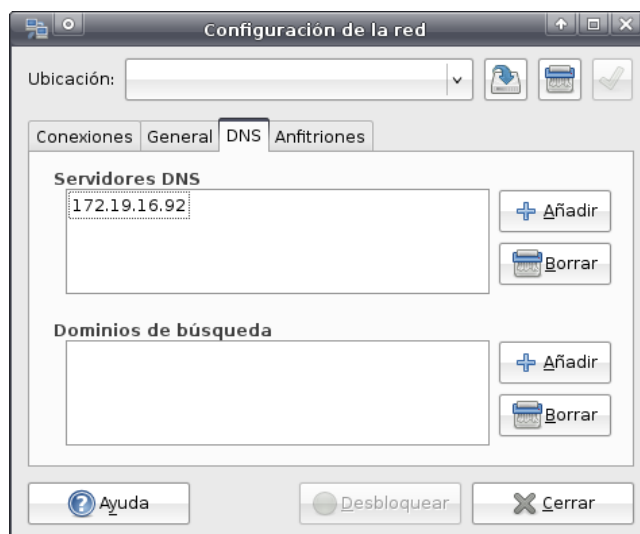 Configuración de la red
Ubicación:
Conexiones General DNS Anfitriones
Servidores DNS
172.19.16.92
Añadir
Borrar
Dominios de búsqueda
Añadir
Borrar
Ayuda Desbloquear Cerrar